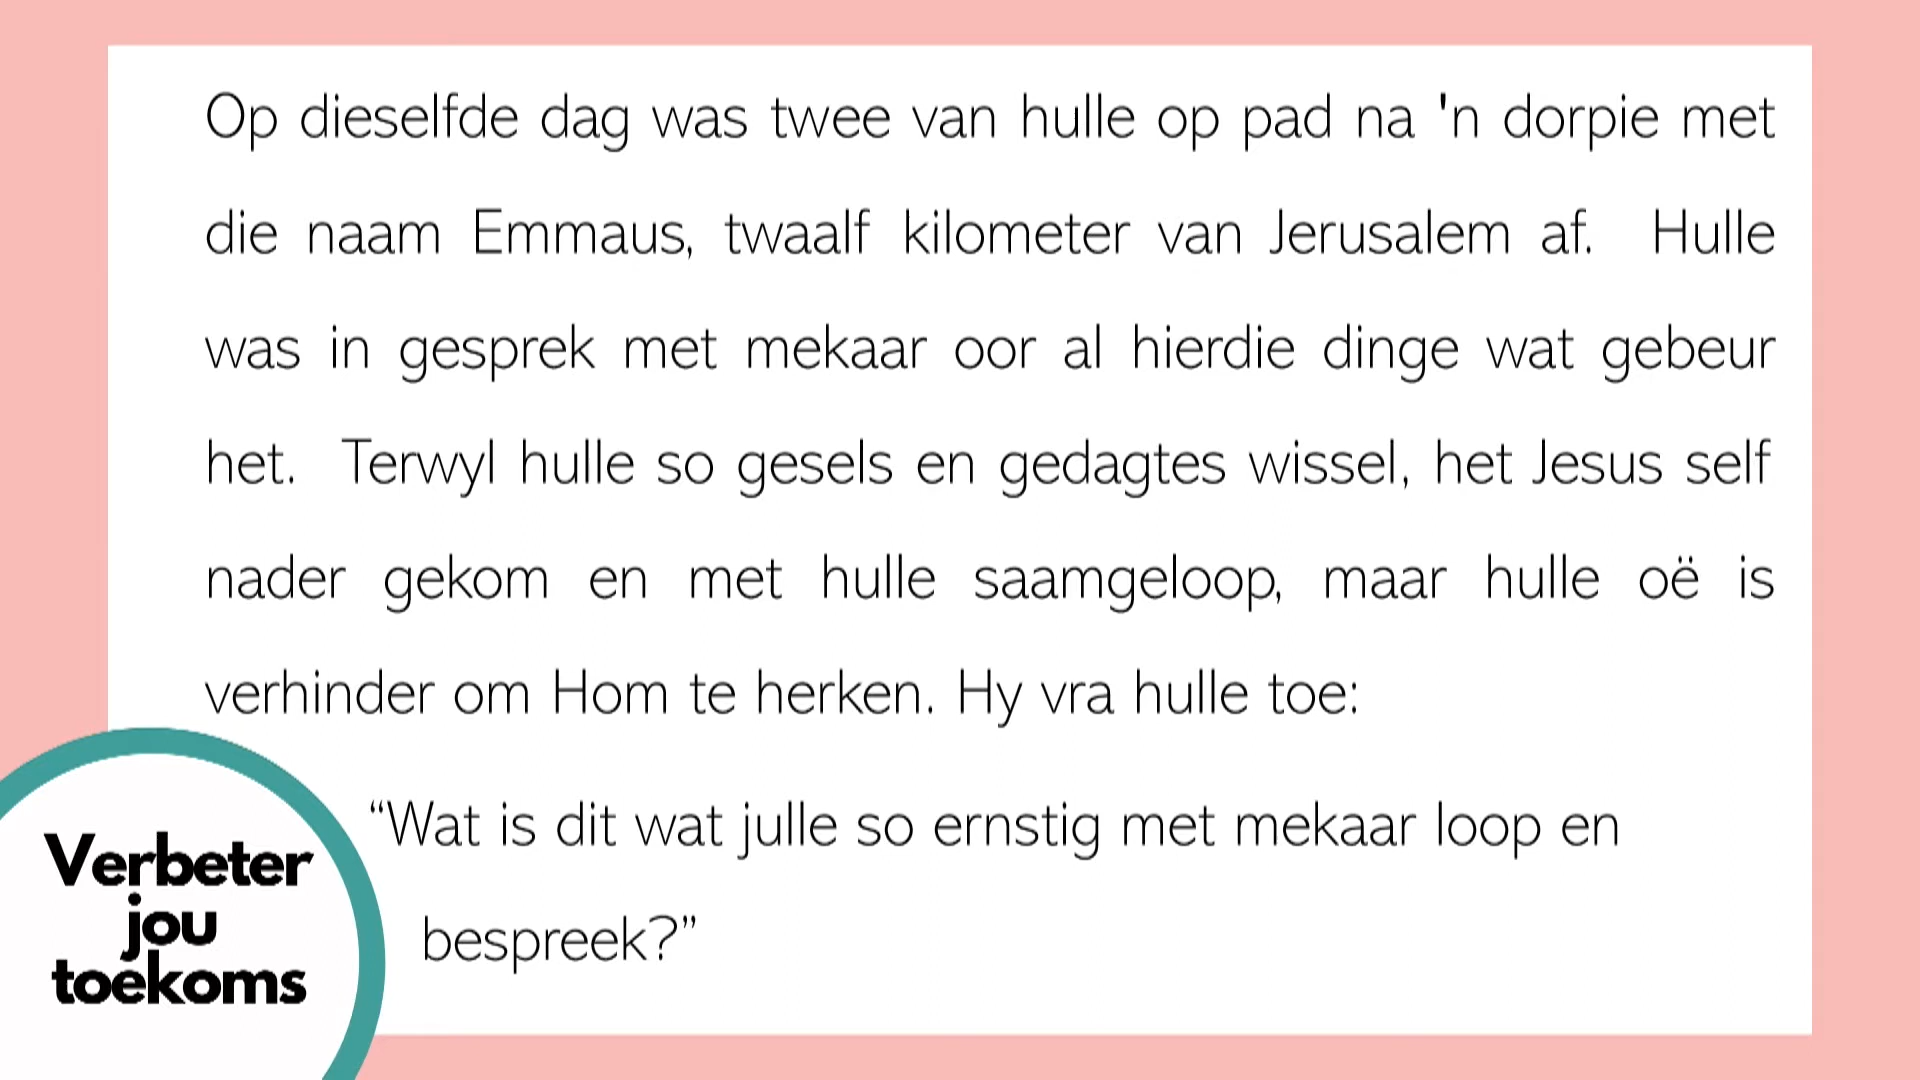 Op dieselfde dag was twee van hulle op pad na 'n dorpie met
die naam Emmaus, twaalf kilometer van Jerusalem af. Hulle
was in gesprek met mekaar oor al hierdie dinge wat gebeur
het. Terwyl hulle so gesels en gedagtes wissel, het Jesus self
nader gekom en met hulle saamgeloop, maar hulle oë is
verhinder om Hom te herken. Hy vra hulle toe:
“Wat is dit wat julle so ernstig met mekaar loop en
bespreek?”
Verbeter
jou
toekoms